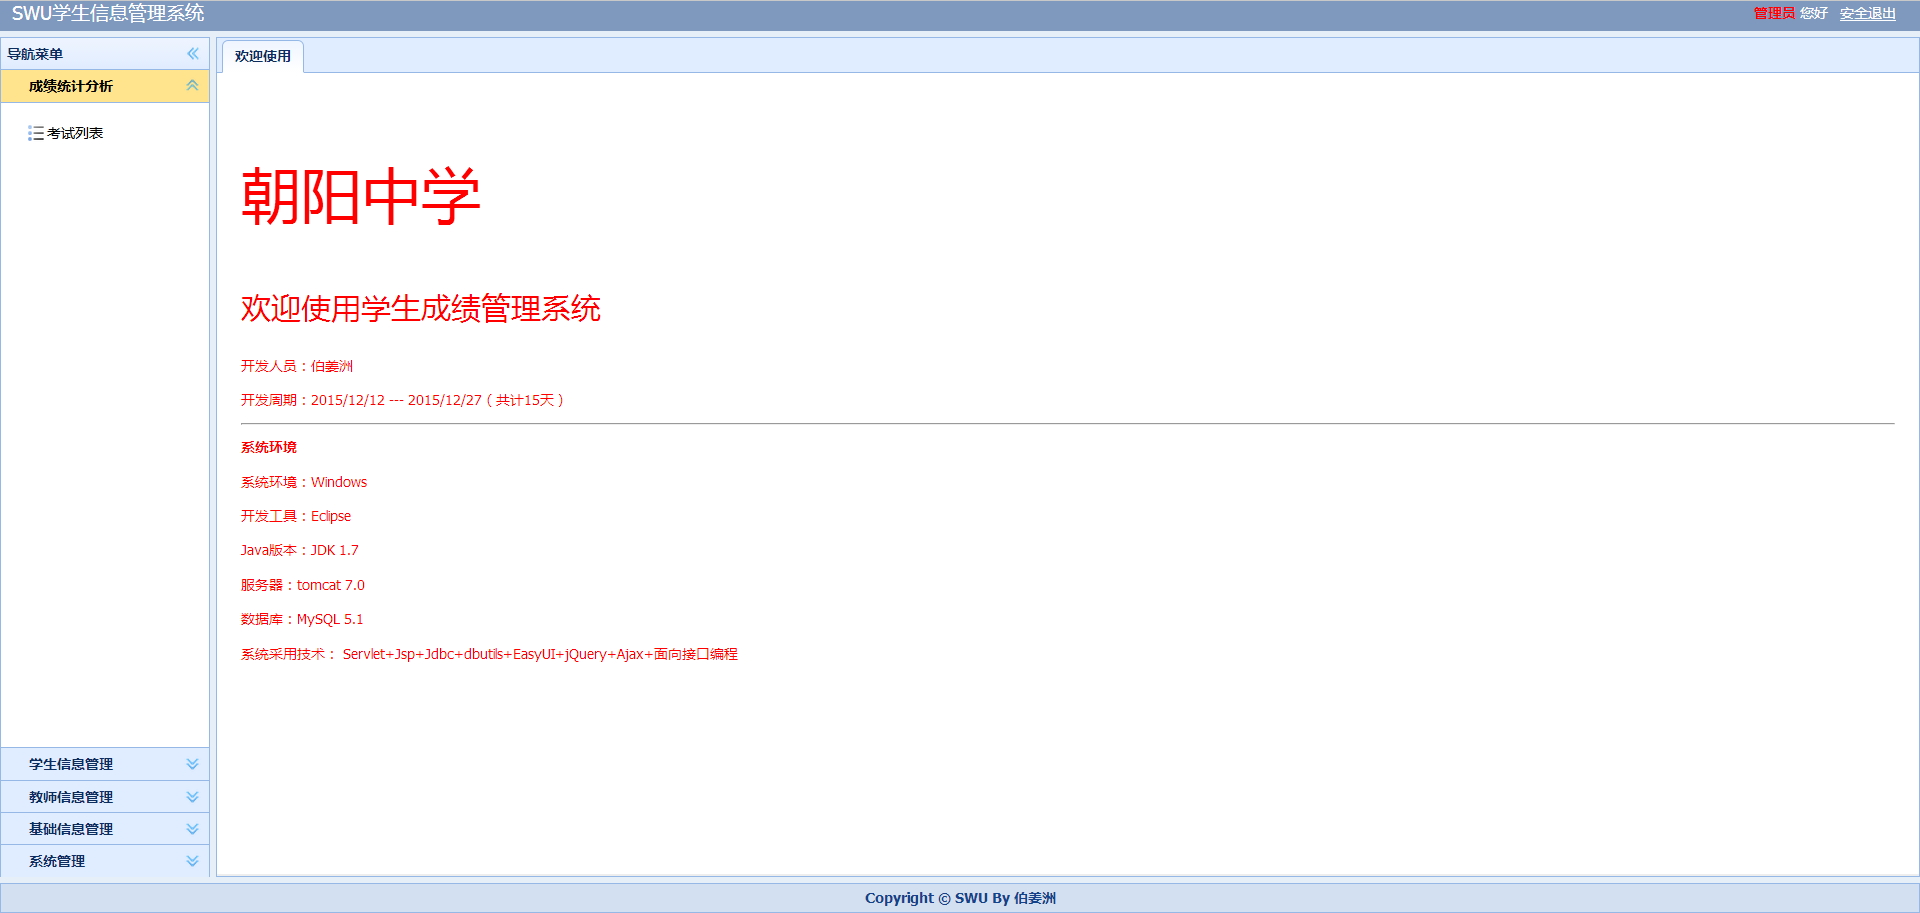 SWU学生信息管理系统
管理员 您好 安全退出
导航菜单
成绩统计分析
考试列表
学生信息管理
教师信息管理
基础信息管理
系统管理
欢迎使用
朝阳中学
欢迎使用学生成绩管理系统
开发人员：伯姜洲
开发周期：2015/12/12 --- 2015/12/27（共计15天）
系统环境
系统环境：Windows
开发工具：Eclipse
Java版本：JDK 1.7
服务器：tomcat 7.0
数据库：MySQL 5.1
系统采用技术： Servlet+Jsp+Jdbc+dbutils+EasyUI+jQuery+Ajax+面向接口编程
Copyright © SWU By 伯姜洲